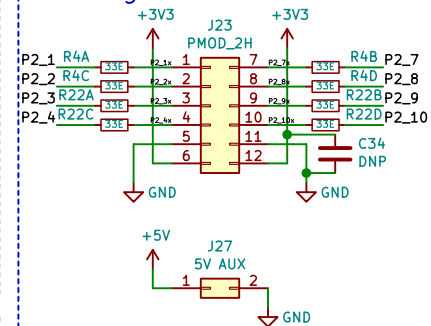 +3V3 J23 +3V3
PMOD_2H
P2_1 R4A 33E P2_1x 1 7 P2_7x 33E R4B P2_7
P2_2 R4C 33E P2_2x 2 8 P2_8x 33E R4D P2_8
P2_3 R22A 33E P2_3x 3 9 P2_9x 33E R22B P2_9
P2_4 R22C 33E P2_4x 4 10 P2_10x 33E R22D P2_10
5 11 C34
6 12 DNP
GND GND
+5V J27
5V AUX
1 2
GND